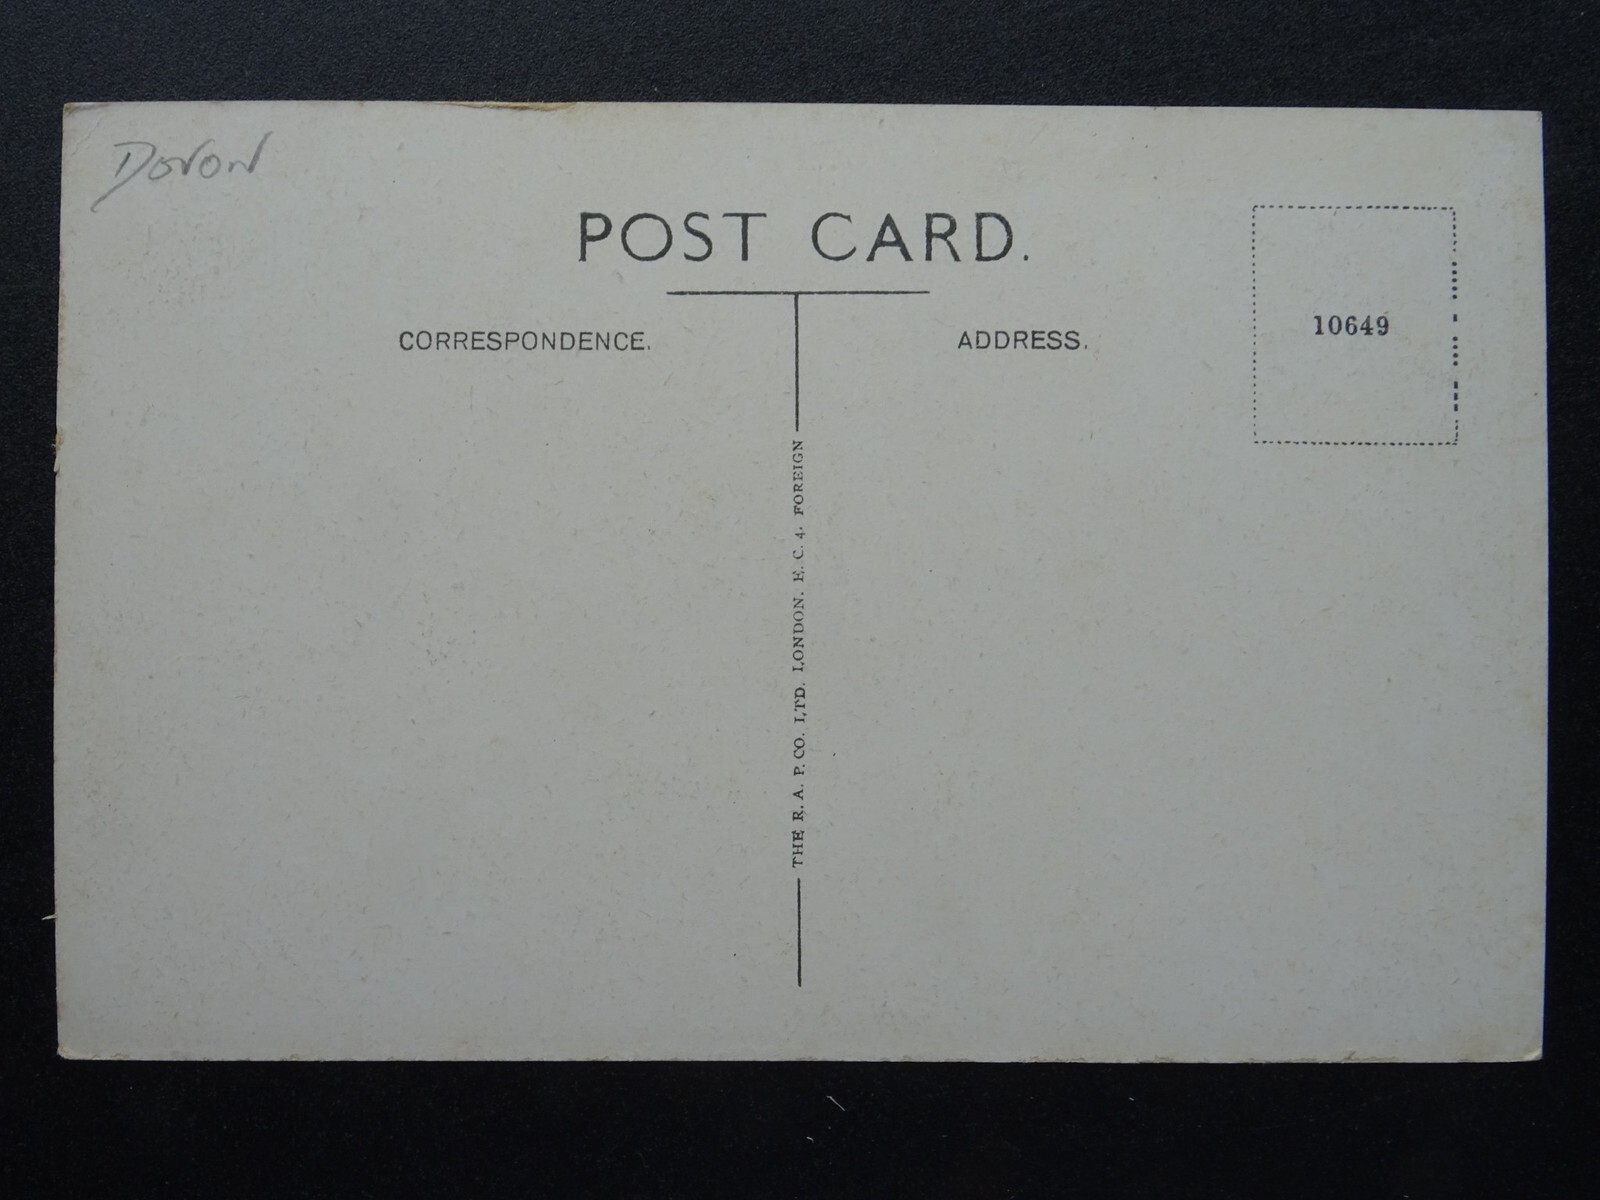 Devon
POST CARD.
CORRESPONDENCE.
ADDRESS.
10649
THE R. A. P. CO. LTD. LONDON. E. C. 4. FOREIGN